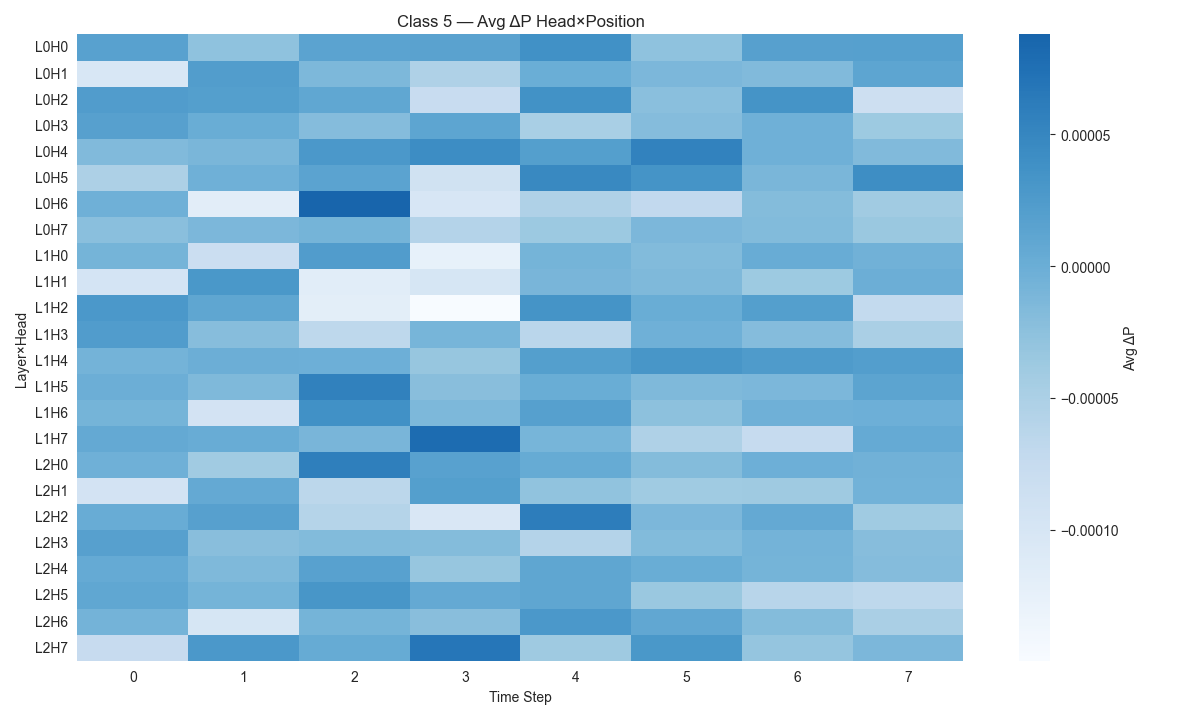 Class 5 — Avg ΔP Head×Position
L0H0
L0H1
L0H2
L0H3
L0H4
L0H5
L0H6
L0H7
L1H0
L1H1
L1H2
L1H3
L1H4
L1H5
L1H6
L1H7
L2H0
L2H1
L2H2
L2H3
L2H4
L2H5
L2H6
L2H7
Layer×Head
0 1 2 3 4 5 6 7
Time Step
0.00005
0.00000
−0.00005
−0.00010
Avg ΔP